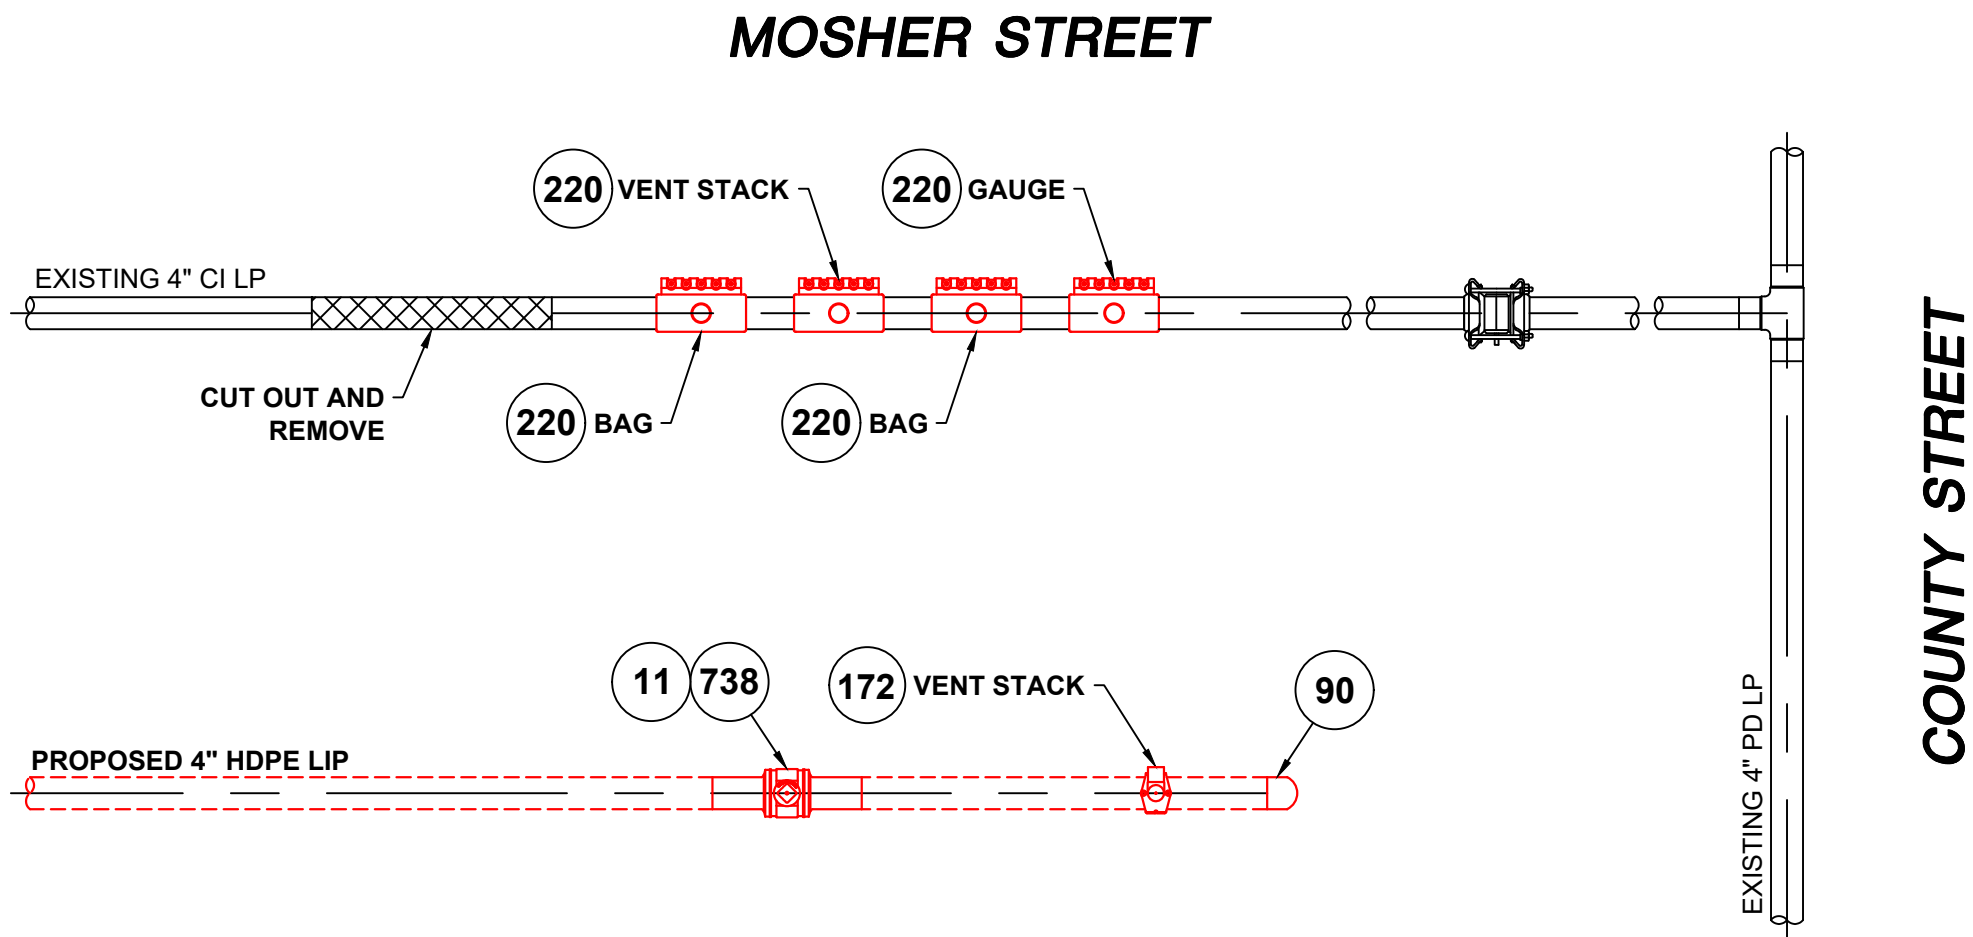 MOSHER STREET
220 VENT STACK
220 GAUGE
EXISTING 4" CI LP
CUT OUT AND
REMOVE
220 BAG
220 BAG
COUNTY STREET
11 738
172 VENT STACK
90
PROPOSED 4" HDPE LIP
EXISTING 4" PD LP